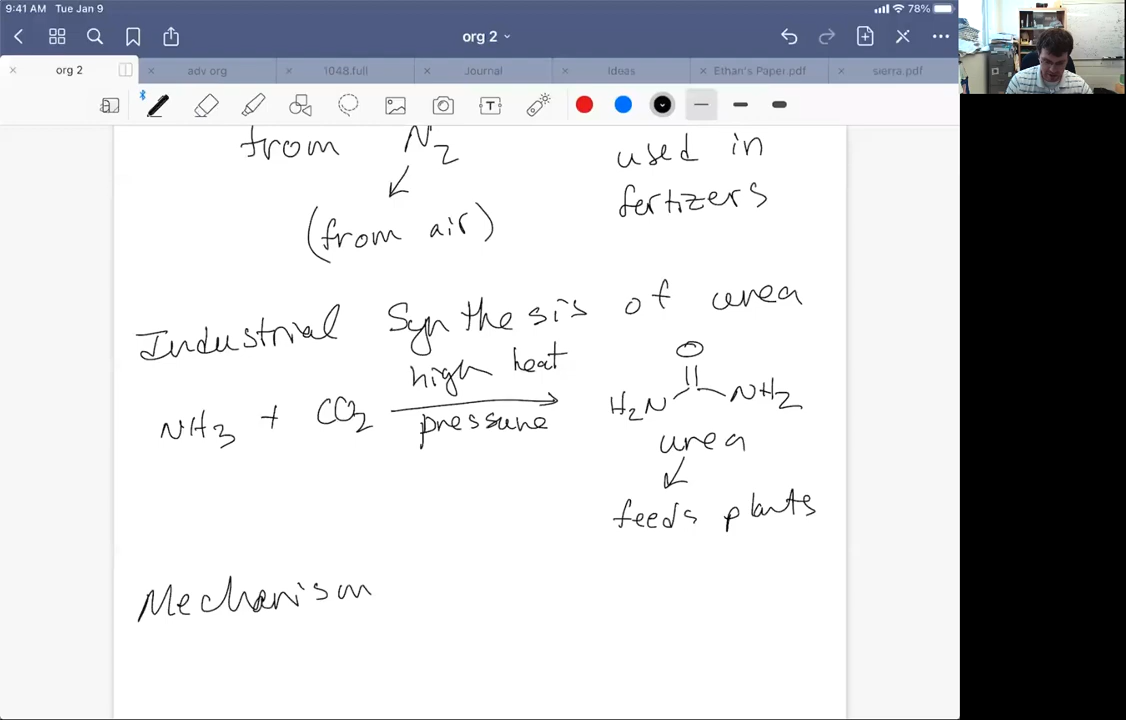 9:41 AM Tue Jan 9
78%
org 2
org 2
adv org
1048.full
Journal
Ideas
Ethan's Paper.pdf
sierra.pdf
T
from N2
used in
fertizers
(from air)
Industrial Synthesis of urea
high heat
NH3 + CO2
pressure
O
H2N NH2
urea
feeds plants
Mechanism